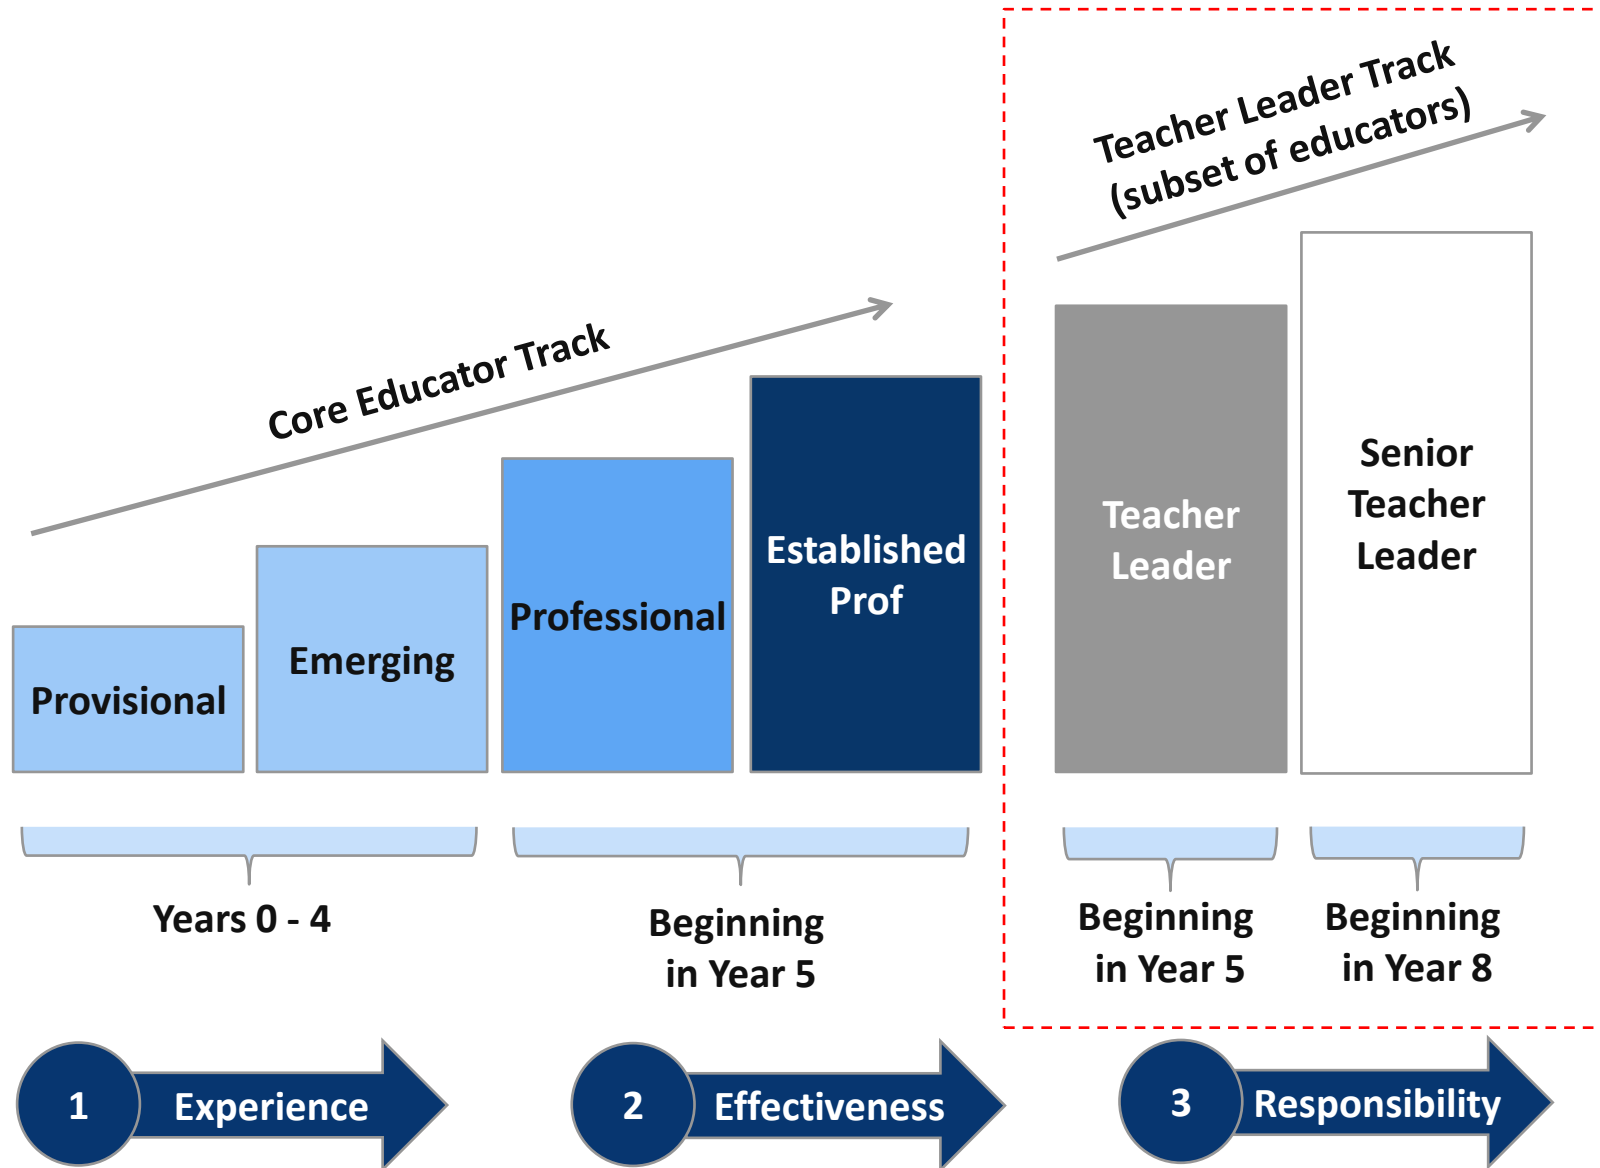 Teacher Leader Track
(subset of educators)
Core Educator Track
Provisional
Emerging
Professional
Established
Prof
Teacher
Leader
Senior
Teacher
Leader
Years 0 - 4
Beginning
in Year 5
Beginning
in Year 5
Beginning
in Year 8
1
Experience
2
Effectiveness
3
Responsibility